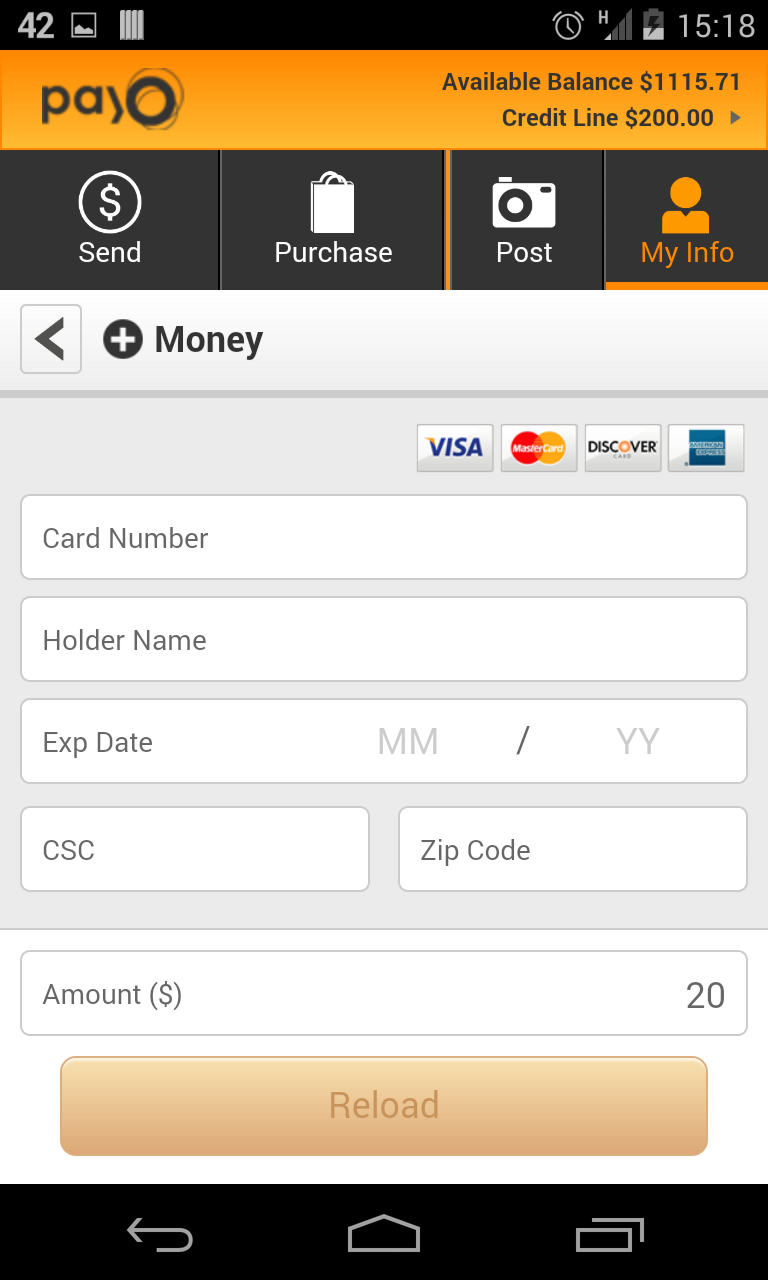 42 H 15:18
payO Available Balance $1115.71
Credit Line $200.00
Send Purchase Post My Info
Money
VISA MasterCard DISCOVER CARD AMERICAN EXPRESS
Card Number
Holder Name
Exp Date MM / YY
CSC Zip Code
Amount ($) 20
Reload